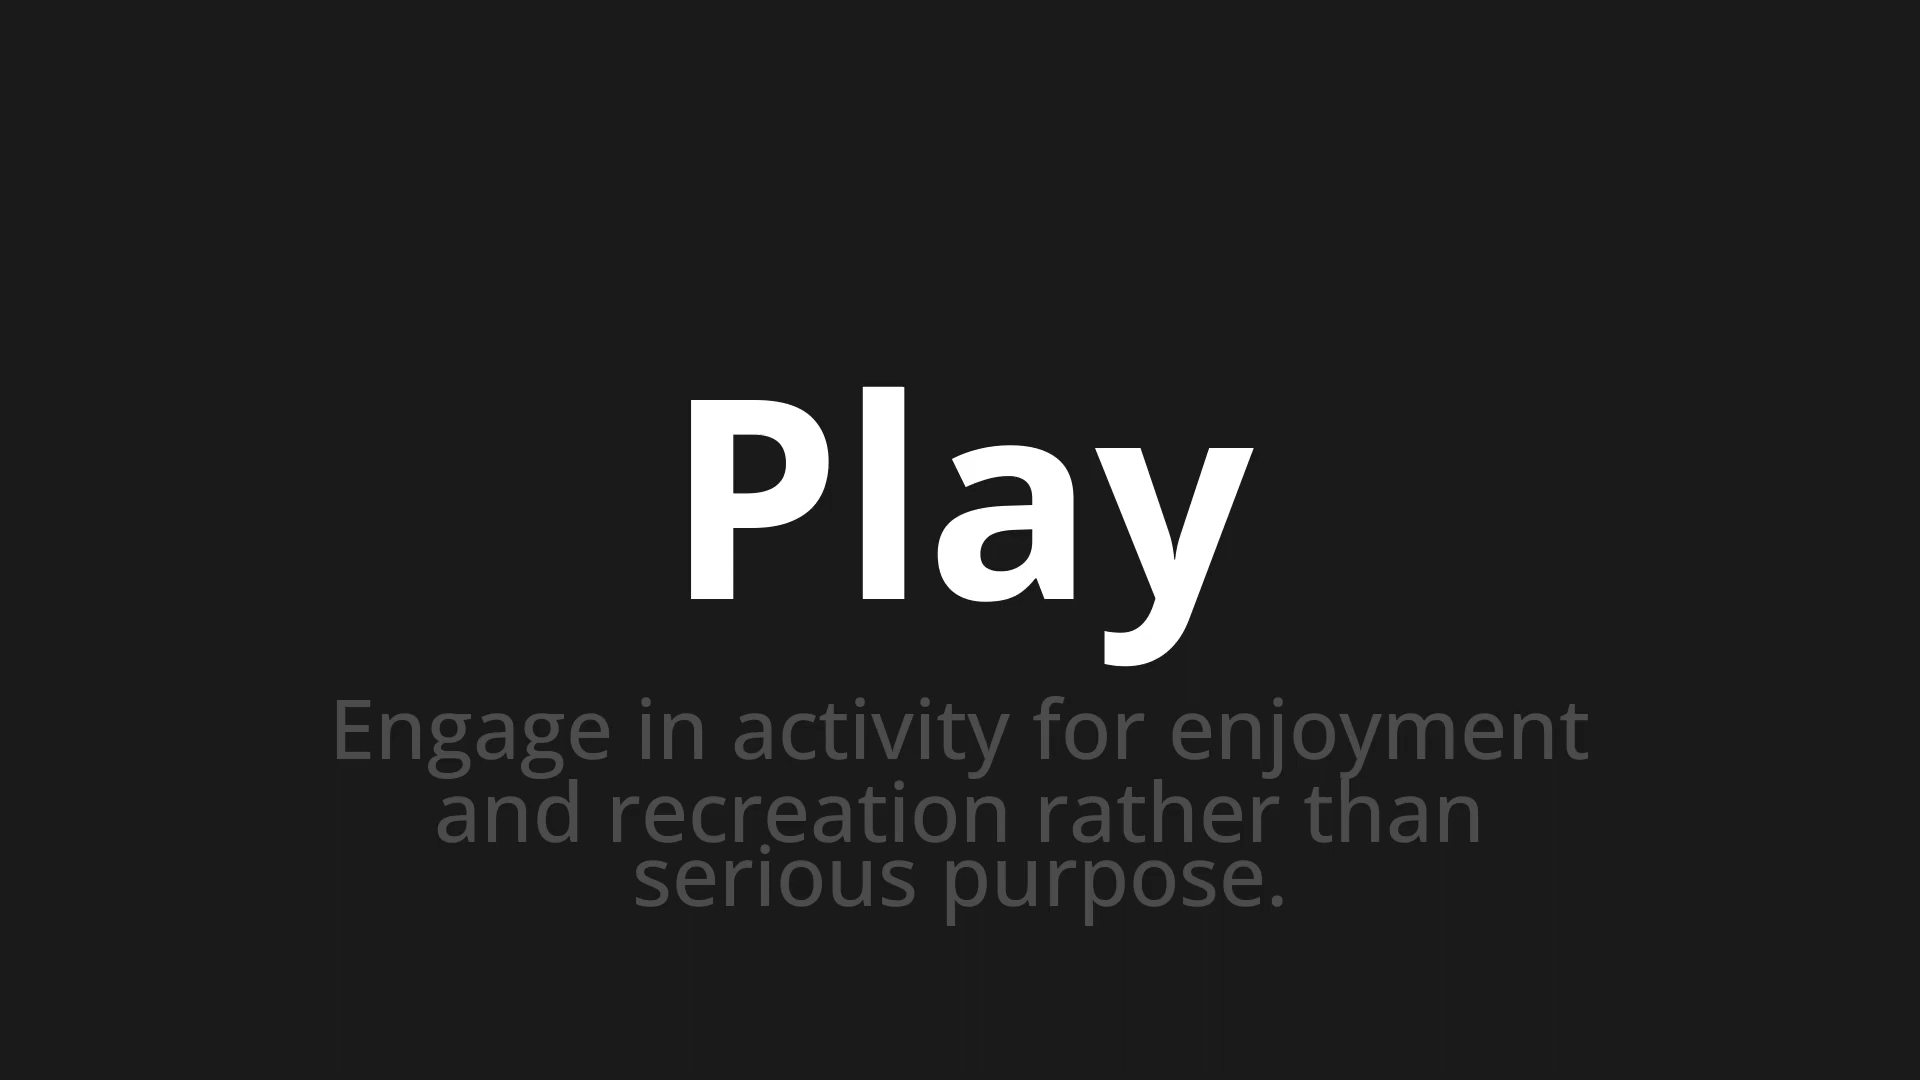 Play
Engage in activity for enjoyment
and recreation rather than
serious purpose.